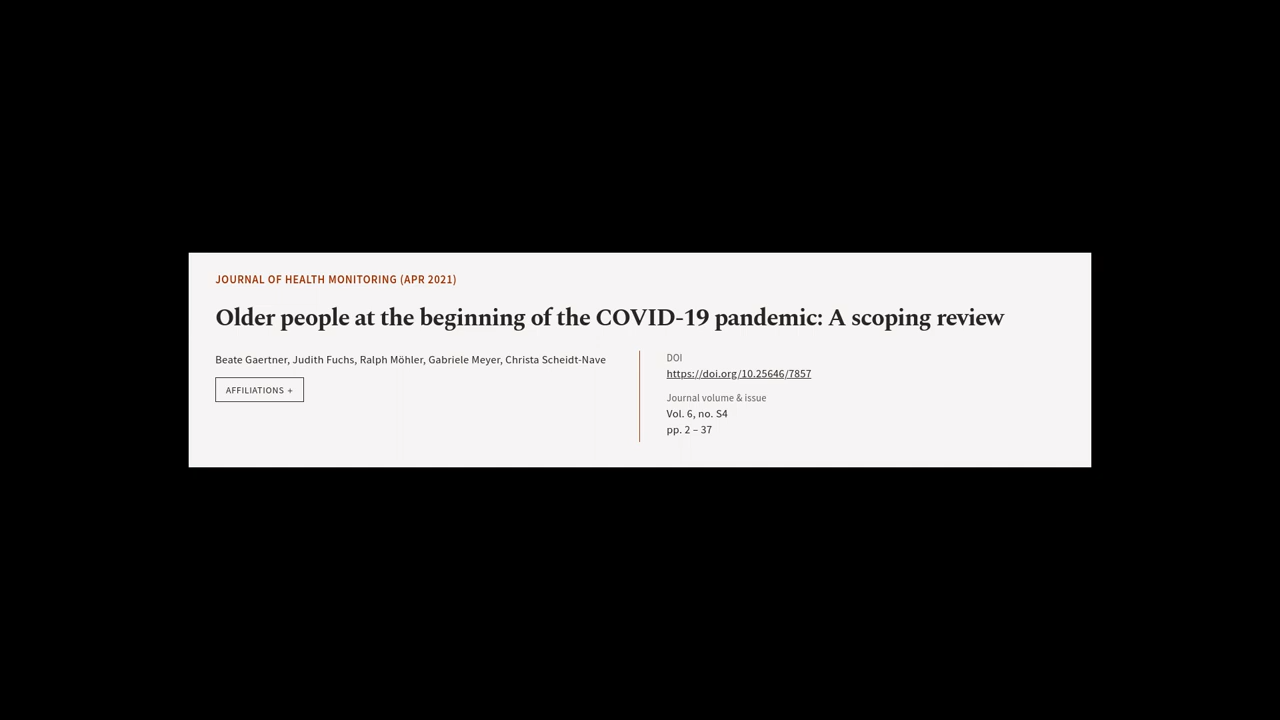 JOURNAL OF HEALTH MONITORING (APR 2021)
Older people at the beginning of the COVID-19 pandemic: A scoping review
Beate Gaertner, Judith Fuchs, Ralph Möhler, Gabriele Meyer, Christa Scheidt-Nave
AFFILIATIONS +
DOI
https://doi.org/10.25646/7857
Journal volume & issue
Vol. 6, no. S4
pp. 2 – 37